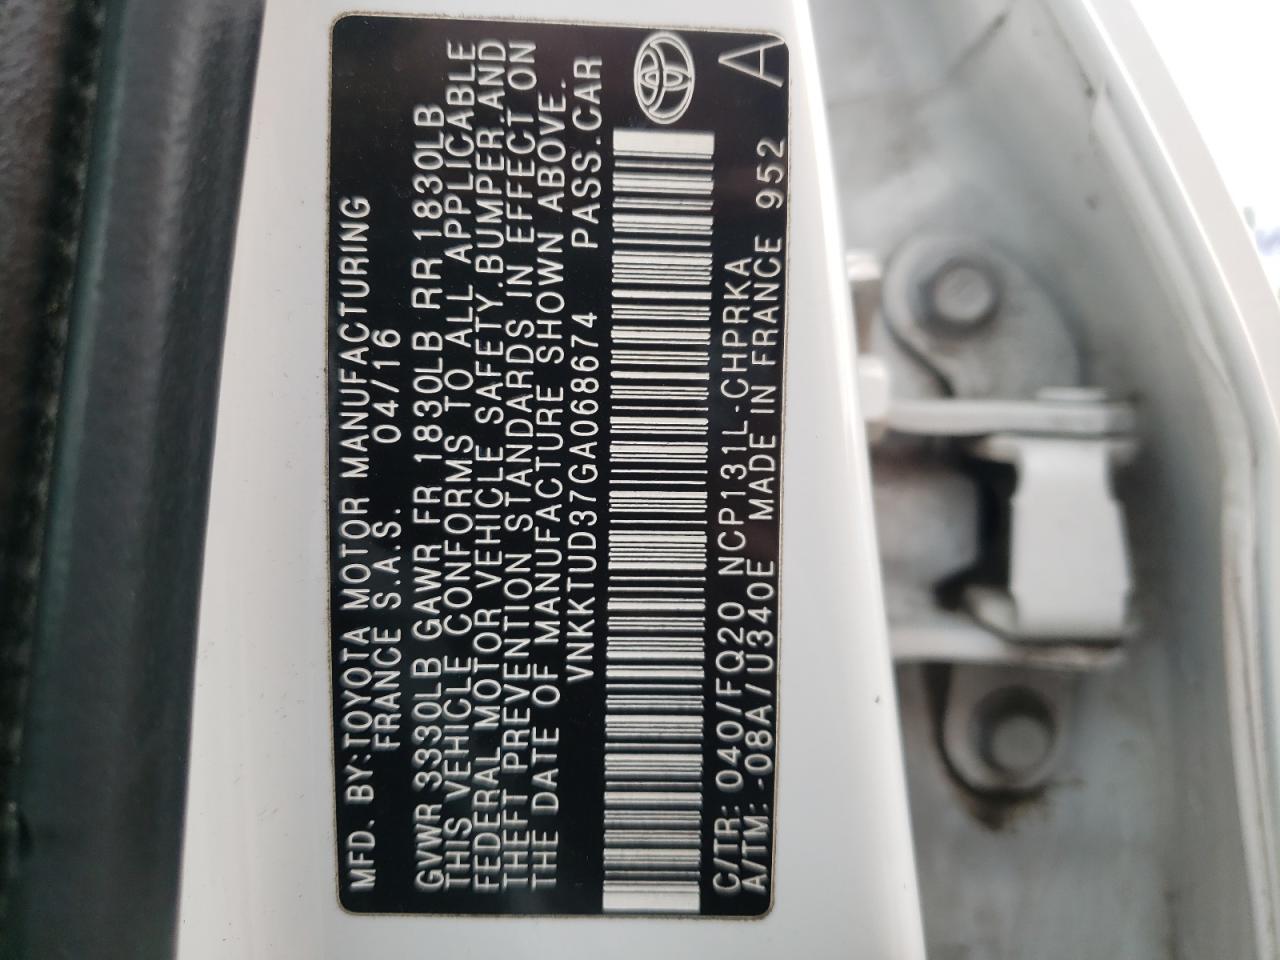 MFD. BY:TOYOTA MOTOR MANUFACTURING
FRANCE S.A.S. 04/16
GVWR 3330LB GAWR FR 1830LB RR 1830LB
THIS VEHICLE CONFORMS TO ALL APPLICABLE
FEDERAL MOTOR VEHICLE SAFETY,BUMPER,AND
THEFT PREVENTION STANDARDS IN EFFECT ON
THE DATE OF MANUFACTURE SHOWN ABOVE.
VNKKTUD37GA068674 PASS.CAR
C/TR: 040/FQ20 NCP131L-CHPRKA
A/TM: -08A/U340E MADE IN FRANCE 952 A